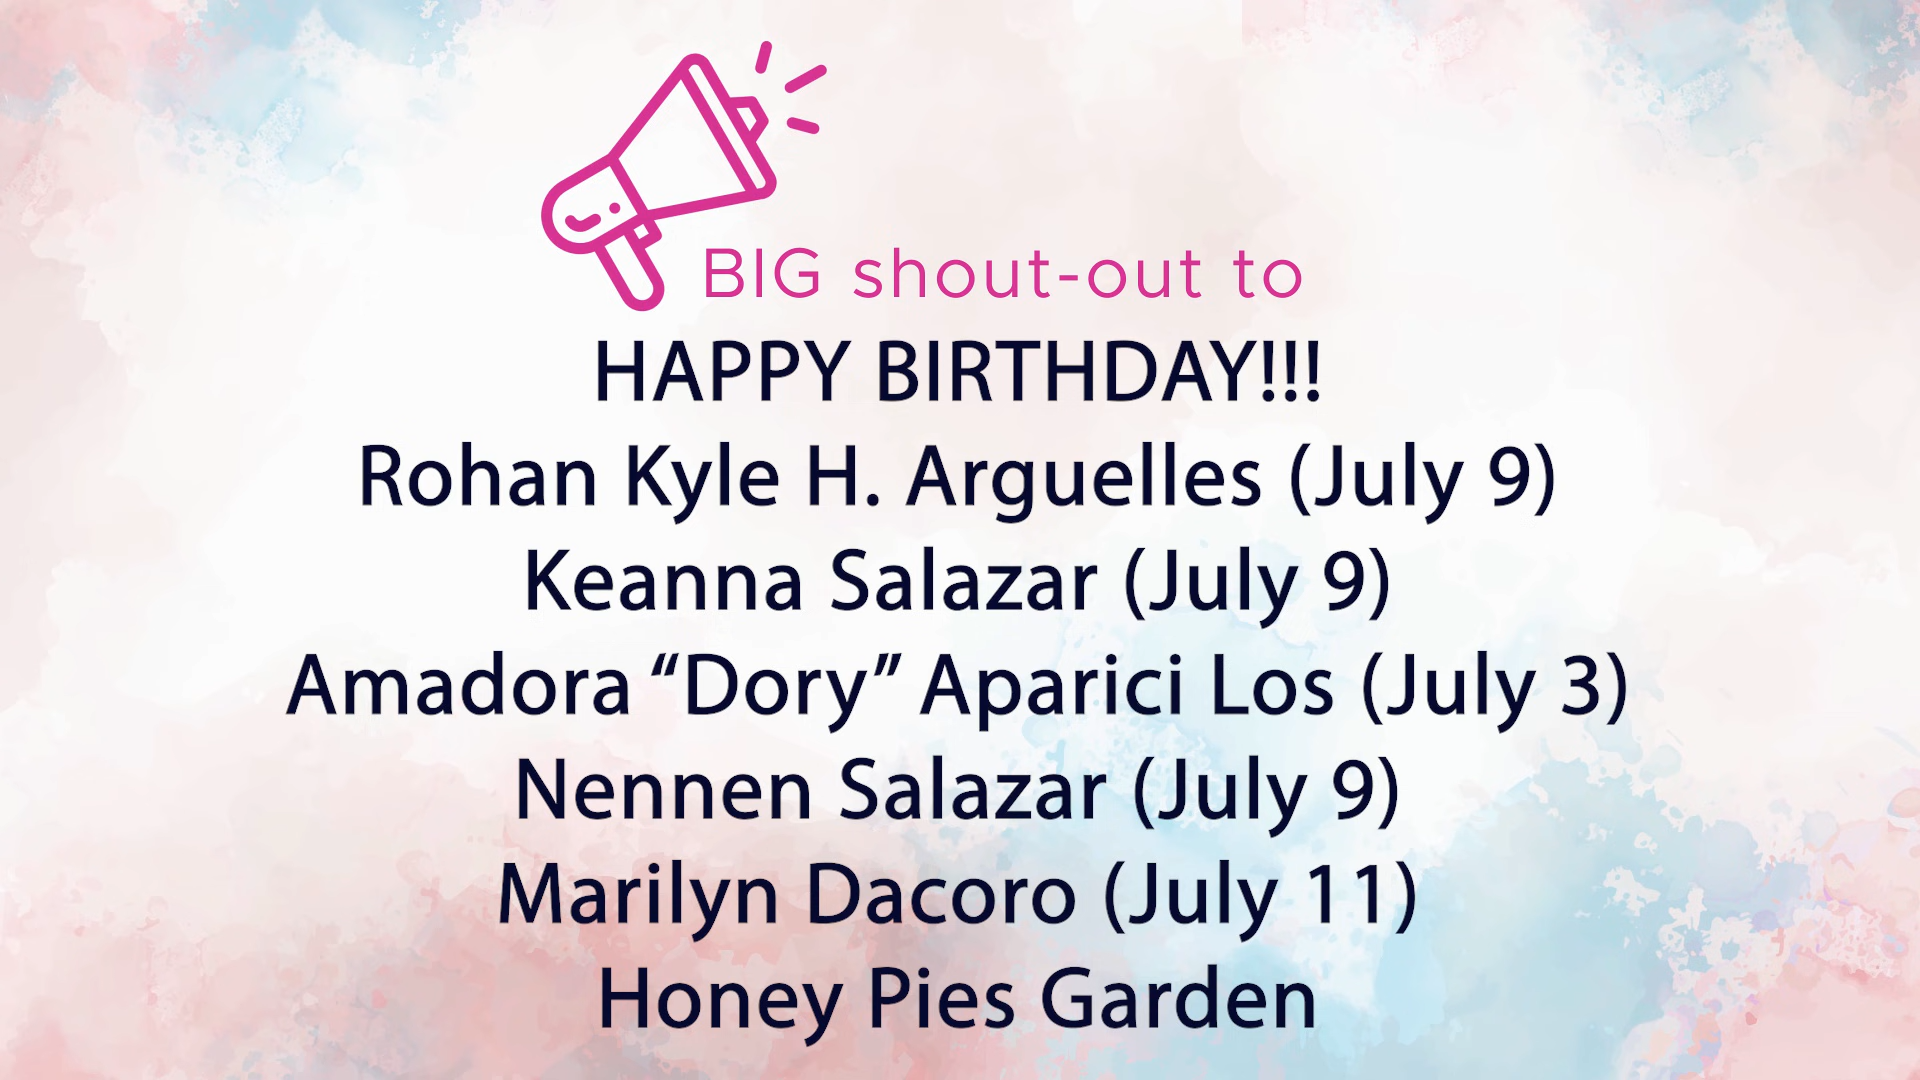 BIG shout-out to
HAPPY BIRTHDAY!!!
Rohan Kyle H. Arguelles (July 9)
Keanna Salazar (July 9)
Amadora “Dory” Aparici Los (July 3)
Nennen Salazar (July 9)
Marilyn Dacoro (July 11)
Honey Pies Garden